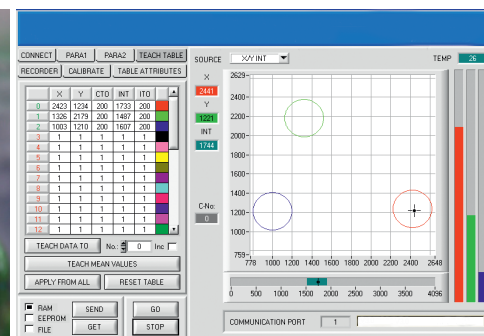 CONNECT PARA1 PARA2 TEACH TABLE
RECORDER CALIBRATE TABLE ATTRIBUTES
SOURCE X/Y INT TEMP 26
X Y CTO INT ITO
0 2423 1234 200 1733 200
1 1326 2179 200 1487 200
2 1003 1210 200 1607 200
3 1 1 1 1 1
4 1 1 1 1 1
5 1 1 1 1 1
6 1 1 1 1 1
7 1 1 1 1 1
8 1 1 1 1 1
9 1 1 1 1 1
10 1 1 1 1 1
11 1 1 1 1 1
12 1 1 1 1 1
TEACH DATA TO No.: 0 Inc
TEACH MEAN VALUES
APPLY FROM ALL RESET TABLE
RAM
EEPROM
FILE
SEND GO
GET STOP
X
2441
Y
1221
INT
1744
C-No:
0
2629-
2400-
2200-
2000-
1800-
1600-
1400-
1200-
1000-
759-
778 1000 1200 1400 1600 1800 2000 2200 2400 2648
0 500 1000 1500 2000 2500 3000 3500 4096
COMMUNICATION PORT 1